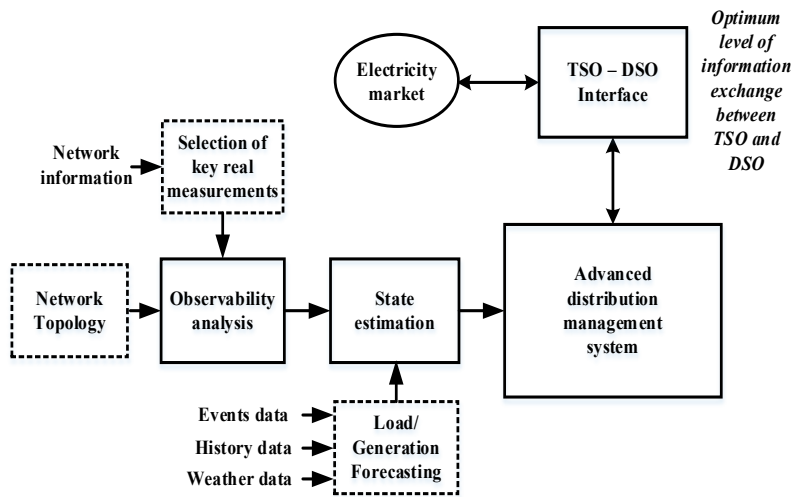 Optimum
level of
information
exchange
between
TSO and
DSO
Electricity
market
TSO – DSO
Interface
Network
information
Selection of
key real
measurements
Network
Topology
Observability
analysis
State
estimation
Advanced
distribution
management
system
Events data
History data
Weather data
Load/
Generation
Forecasting